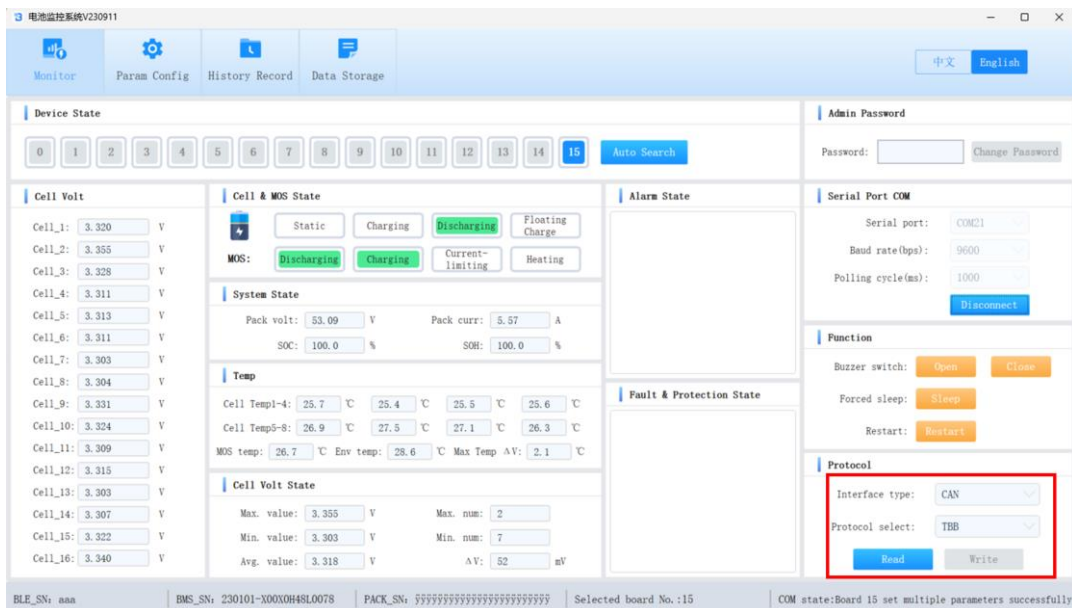 电池监控系统V230911
Monitor Param Config History Record Data Storage
中文 English
Device State
0 1 2 3 4 5 6 7 8 9 10 11 12 13 14 15 Auto Search
Admin Password
Password: Change Password
Cell Volt
Cell_1: 3.320 V
Cell_2: 3.355 V
Cell_3: 3.328 V
Cell_4: 3.311 V
Cell_5: 3.313 V
Cell_6: 3.311 V
Cell_7: 3.303 V
Cell_8: 3.304 V
Cell_9: 3.331 V
Cell_10: 3.324 V
Cell_11: 3.309 V
Cell_12: 3.315 V
Cell_13: 3.303 V
Cell_14: 3.307 V
Cell_15: 3.322 V
Cell_16: 3.340 V
Cell & MOS State
Static Charging Discharging Floating
Charge
MOS: Discharging Charging Current-
limiting Heating
System State
Pack volt: 53.09 V Pack curr: 5.57 A
SOC: 100.0 % SOH: 100.0 %
Temp
Cell Temp1-4: 25.7 ℃ 25.4 ℃ 25.5 ℃ 25.6 ℃
Cell Temp5-8: 26.9 ℃ 27.5 ℃ 27.1 ℃ 26.3 ℃
MOS temp: 26.7 ℃ Env temp: 28.6 ℃ Max Temp ΔV: 2.1 ℃
Cell Volt State
Max. value: 3.355 V Max. num: 2
Min. value: 3.303 V Min. num: 7
Avg. value: 3.318 V ΔV: 52 mV
Alarm State
Fault & Protection State
Serial Port COM
Serial port: COM21
Baud rate(bps): 9600
Polling cycle(ms): 1000
Disconnect
Function
Buzzer switch: Open Close
Forced sleep: Sleep
Restart: Restart
Protocol
Interface type: CAN
Protocol select: TBB
Read Write
BLE_SN: aaa BMS_SN: 230101-X00X0H48L0078 PACK_SN: ÿÿÿÿÿÿÿÿÿÿÿÿÿÿÿÿÿÿÿÿÿÿÿÿ Selected board No.:15 COM state:Board 15 set multiple parameters successfully